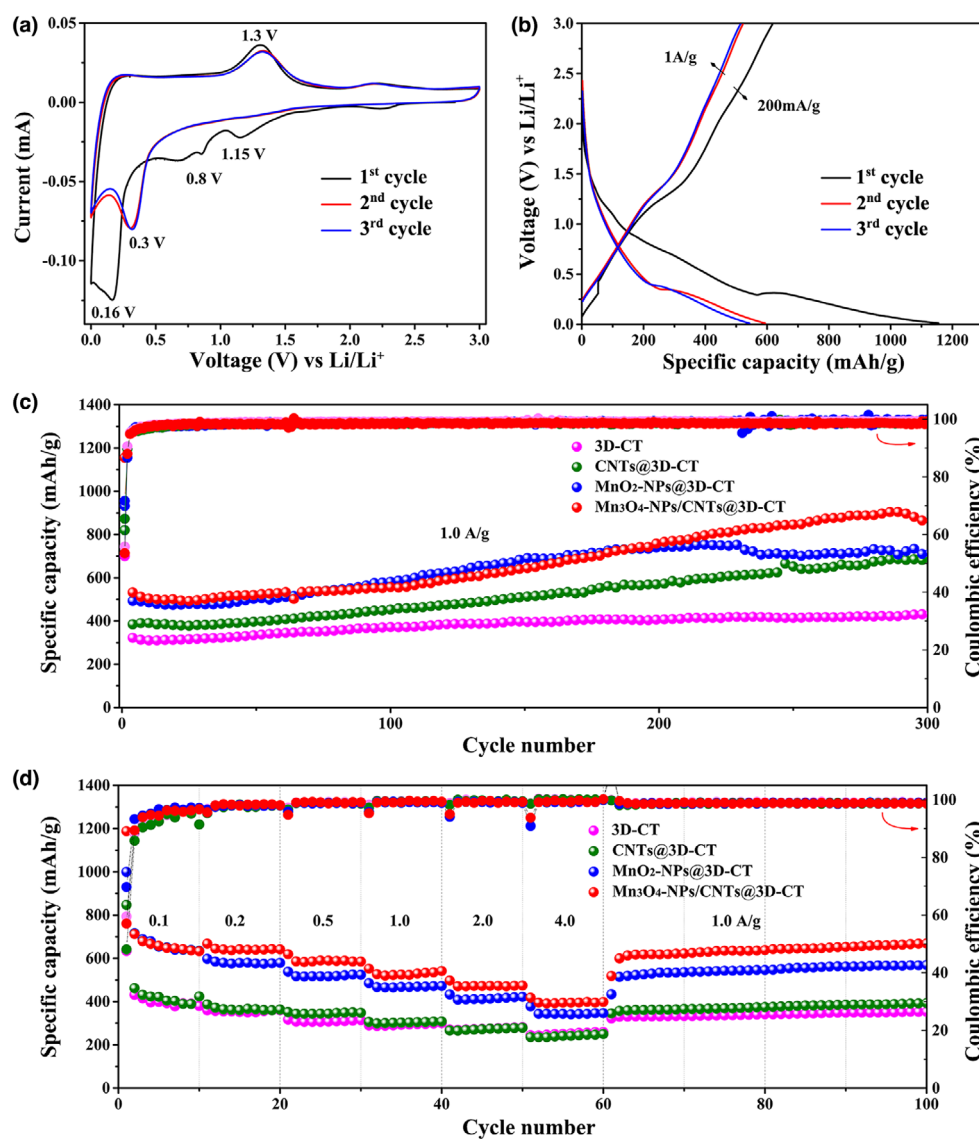 (a)
0.05
0.00
-0.05
-0.10
Current (mA)
1.3 V
1.15 V
0.8 V
0.3 V
0.16 V
1st cycle
2nd cycle
3rd cycle
0.0 0.5 1.0 1.5 2.0 2.5 3.0
Voltage (V) vs Li/Li+
(b)
3.0
2.5
2.0
1.5
1.0
0.5
0.0
Voltage (V) vs Li/Li+
1A/g
200mA/g
1st cycle
2nd cycle
3rd cycle
0 200 400 600 800 1000 1200
Specific capacity (mAh/g)
(c)
1400
1300
1200
1000
800
600
400
200
0
Specific capacity (mAh/g)
3D-CT
CNTs@3D-CT
MnO2-NPs@3D-CT
Mn3O4-NPs/CNTs@3D-CT
1.0 A/g
100
80
60
40
20
0
Coulombic efficiency (%)
0 100 200 300
Cycle number
(d)
1400
1300
1200
1000
800
600
400
200
0
Specific capacity (mAh/g)
3D-CT
CNTs@3D-CT
MnO2-NPs@3D-CT
Mn3O4-NPs/CNTs@3D-CT
0.1 0.2 0.5 1.0 2.0 4.0 1.0 A/g
100
80
60
40
20
0
Coulombic efficiency (%)
0 20 40 60 80 100
Cycle number